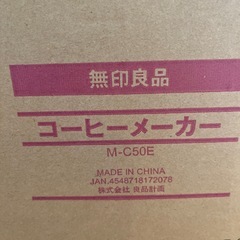 無印良品
コーヒーメーカー
M-C50E
MADE IN CHINA
JAN.4548718172078
株式会社 良品計画